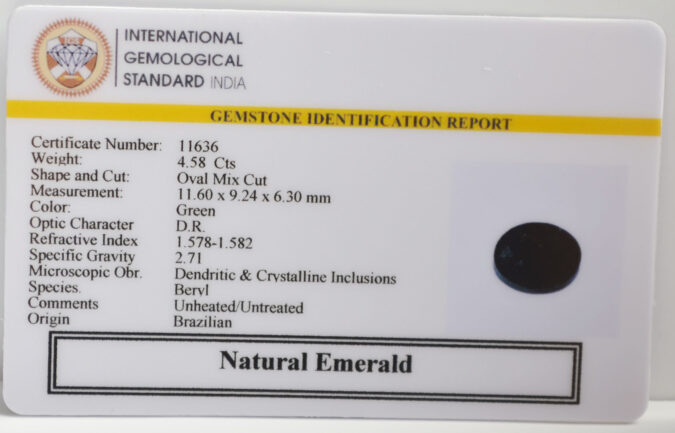 INTERNATIONAL
GEMOLOGICAL
STANDARD INDIA
GEMSTONE IDENTIFICATION REPORT
Certificate Number: 11636
Weight: 4.58 Cts
Shape and Cut: Oval Mix Cut
Measurement: 11.60 x 9.24 x 6.30 mm
Color: Green
Optic Character D.R.
Refractive Index 1.578-1.582
Specific Gravity 2.71
Microscopic Obr. Dendritic & Crystalline Inclusions
Species. Beryl
Comments Unheated/Untreated
Origin Brazilian
Natural Emerald